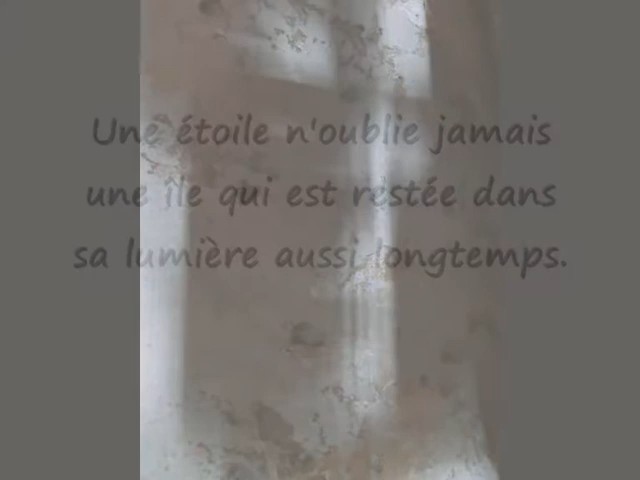 Une étoile n'oublie jamais
une île qui est restée dans
sa lumière aussi longtemps.